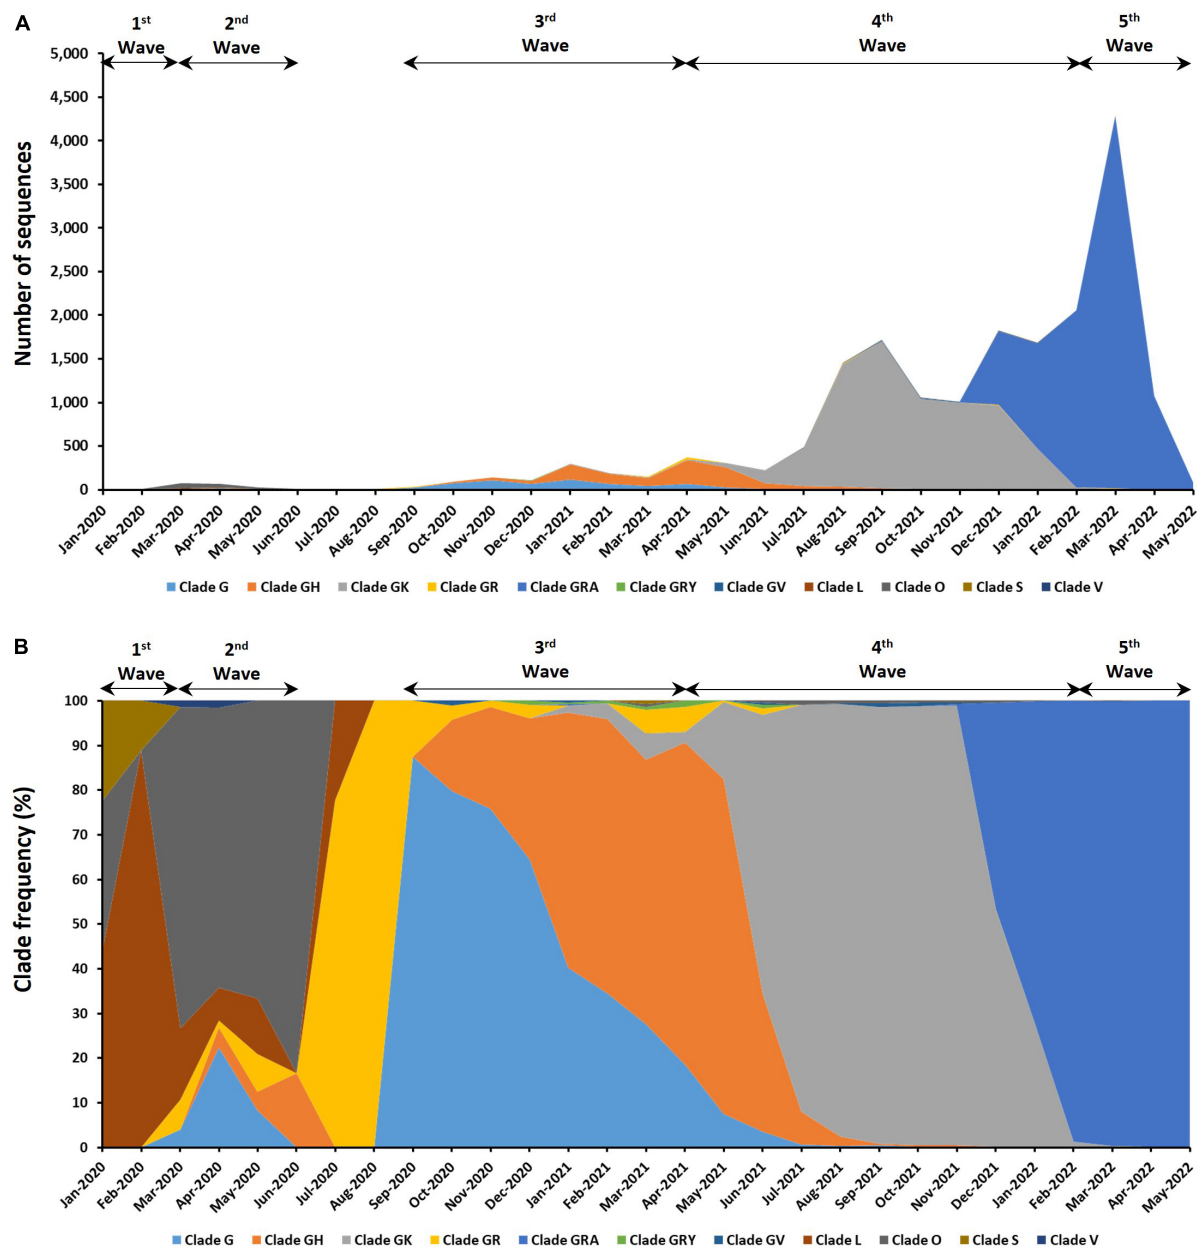 A
1st Wave
2nd Wave
3rd Wave
4th Wave
5th Wave
Number of sequences
5,000
4,500
4,000
3,500
3,000
2,500
2,000
1,500
1,000
500
0
Jan-2020
Feb-2020
Mar-2020
Apr-2020
May-2020
Jun-2020
Jul-2020
Aug-2020
Sep-2020
Oct-2020
Nov-2020
Dec-2020
Jan-2021
Feb-2021
Mar-2021
Apr-2021
May-2021
Jun-2021
Jul-2021
Aug-2021
Sep-2021
Oct-2021
Nov-2021
Dec-2021
Jan-2022
Feb-2022
Mar-2022
Apr-2022
May-2022
Clade G Clade GH Clade GK Clade GR Clade GRA Clade GRY Clade GV Clade L Clade O Clade S Clade V
B
1st Wave
2nd Wave
3rd Wave
4th Wave
5th Wave
Clade frequency (%)
100
90
80
70
60
50
40
30
20
10
0
Jan-2020
Feb-2020
Mar-2020
Apr-2020
May-2020
Jun-2020
Jul-2020
Aug-2020
Sep-2020
Oct-2020
Nov-2020
Dec-2020
Jan-2021
Feb-2021
Mar-2021
Apr-2021
May-2021
Jun-2021
Jul-2021
Aug-2021
Sep-2021
Oct-2021
Nov-2021
Dec-2021
Jan-2022
Feb-2022
Mar-2022
Apr-2022
May-2022
Clade G Clade GH Clade GK Clade GR Clade GRA Clade GRY Clade GV Clade L Clade O Clade S Clade V